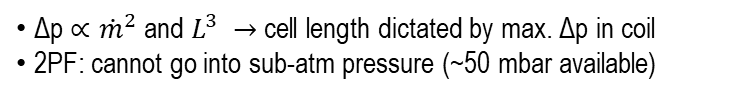 • Δp ∝ ṁ² and L³ → cell length dictated by max. Δp in coil
• 2PF: cannot go into sub-atm pressure (~50 mbar available)